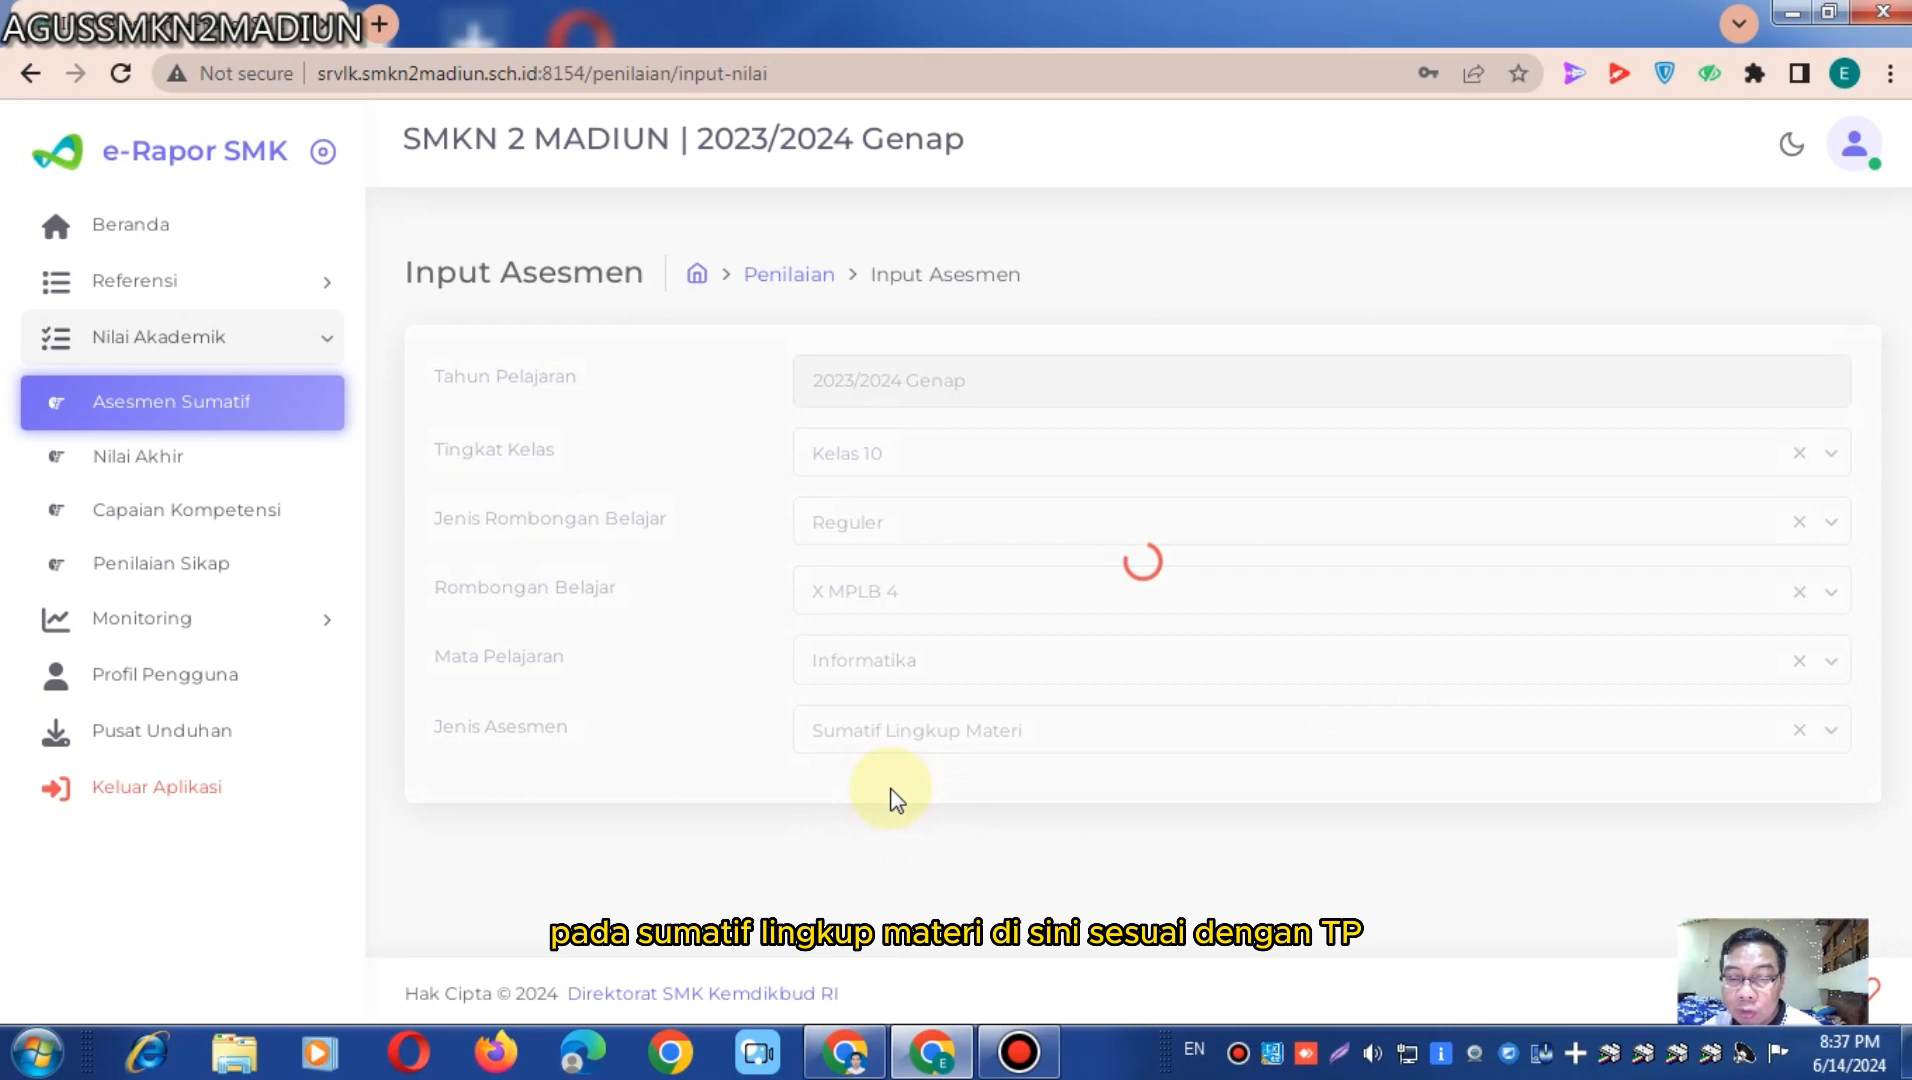 AGUSSMKN2MADIUN
Not secure
srvlk.smkn2madiun.sch.id:8154/penilaian/input-nilai
E
e-Rapor SMK
SMKN 2 MADIUN | 2023/2024 Genap
Beranda
Referensi
Nilai Akademik
Asesmen Sumatif
Nilai Akhir
Capaian Kompetensi
Penilaian Sikap
Monitoring
Profil Pengguna
Pusat Unduhan
Keluar Aplikasi
Input Asesmen
Penilaian
Input Asesmen
Tahun Pelajaran
2023/2024 Genap
Tingkat Kelas
Kelas 10
Jenis Rombongan Belajar
Reguler
Rombongan Belajar
X MPLB 4
Mata Pelajaran
Informatika
Jenis Asesmen
Sumatif Lingkup Materi
pada sumatif lingkup materi di sini sesuai dengan TP
Hak Cipta © 2024 Direktorat SMK Kemdikbud RI
EN
8:37 PM
6/14/2024